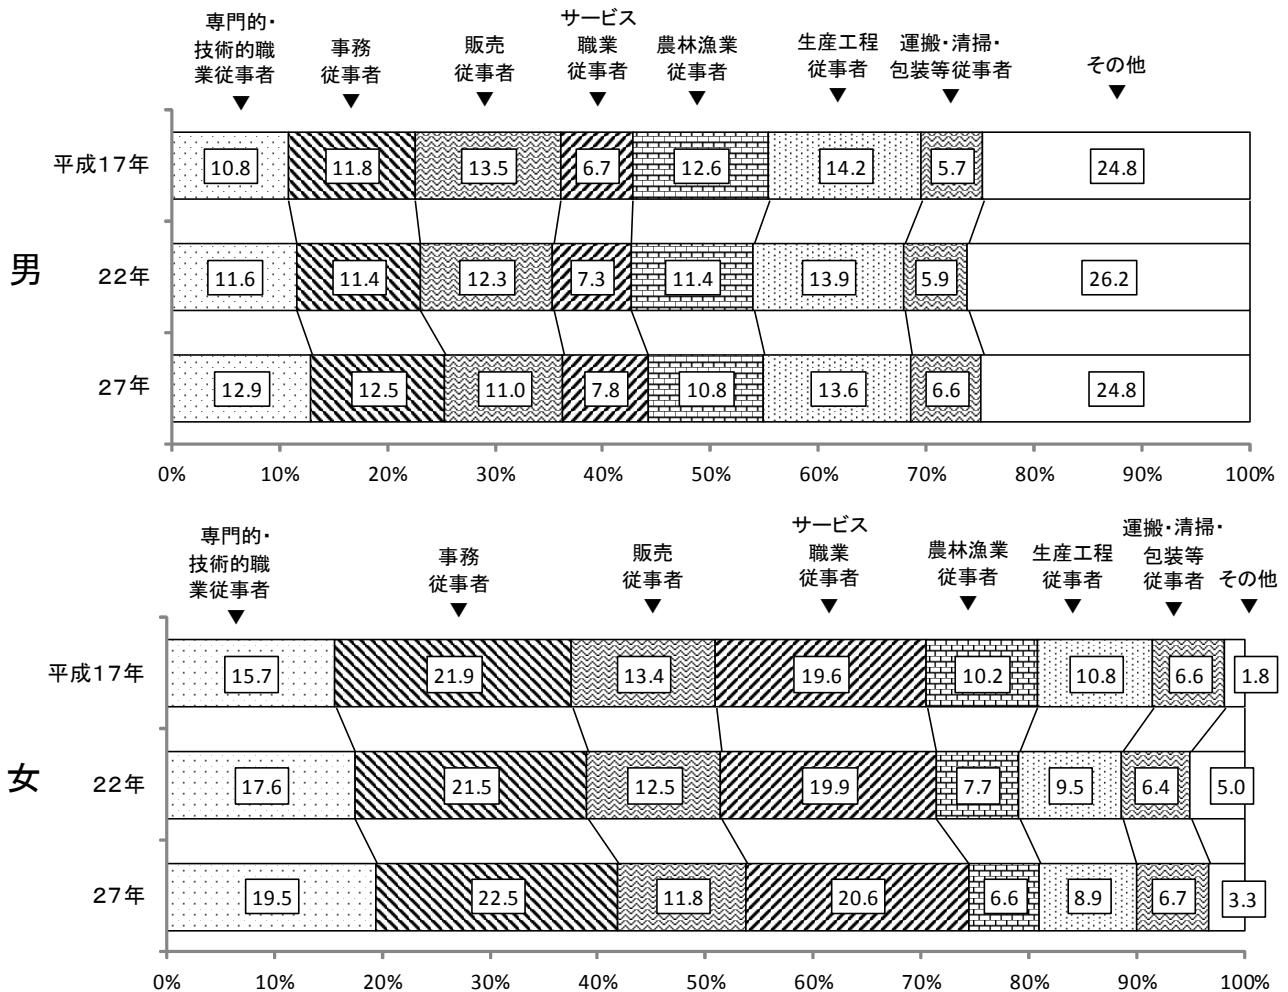 専門的・
技術的職
業従事者
事務
従事者
販売
従事者
サービス
職業
従事者
農林漁業
従事者
生産工程
従事者
運搬・清掃・
包装等従事者
その他
男
平成17年
10.8 11.8 13.5 6.7 12.6 14.2 5.7 24.8
22年
11.6 11.4 12.3 7.3 11.4 13.9 5.9 26.2
27年
12.9 12.5 11.0 7.8 10.8 13.6 6.6 24.8
0% 10% 20% 30% 40% 50% 60% 70% 80% 90% 100%
専門的・
技術的職
業従事者
事務
従事者
販売
従事者
サービス
職業
従事者
農林漁業
従事者
生産工程
従事者
運搬・清掃・
包装等
従事者
その他
女
平成17年
15.7 21.9 13.4 19.6 10.2 10.8 6.6 1.8
22年
17.6 21.5 12.5 19.9 7.7 9.5 6.4 5.0
27年
19.5 22.5 11.8 20.6 6.6 8.9 6.7 3.3
0% 10% 20% 30% 40% 50% 60% 70% 80% 90% 100%